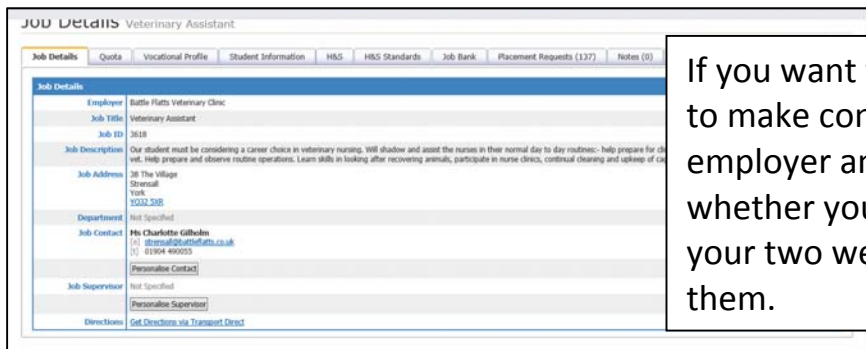 Job Details Veterinary Assistant
Job Details Quota Vocational Profile Student Information H&S H&S Standards Job Bank Placement Requests (137) Notes (0)
Job Details
Employer Battle Flatts Veterinary Clinic
Job Title Veterinary Assistant
Job ID 3618
Job Description Our student must be considering a career choice in veterinary nursing. Will shadow and assist the nurses in their normal day to day routines:- help prepare for
vet. Help prepare and observe routine operations. Learn skills in looking after recovering animals, participate in nurse clinics, continual cleaning and upkeep of
Job Address 38 The Village
Strensall
York
YO32 5XR
Department Not Specified
Job Contact Ms Charlotte Gilholm
[e] strensall@battleflatts.co.uk
[t] 01904 490055
Personalise Contact
Job Supervisor Not Specified
Personalise Supervisor
Directions Get Directions via Transport Direct
If you want
to make
employer
whether
your two
them.